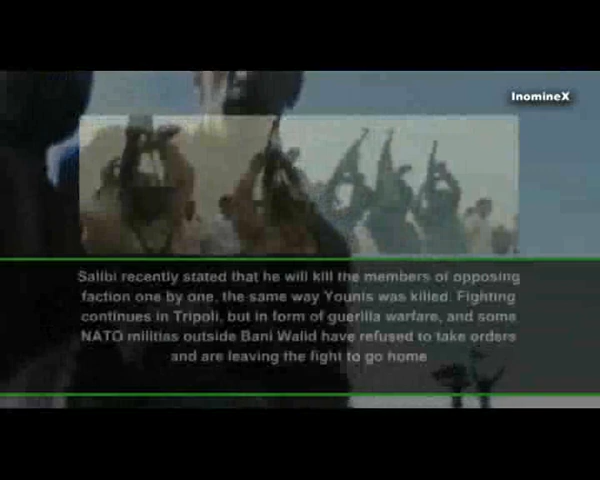 InomineX
Salibi recently stated that he will kill the members of opposing
faction one by one, the same way Younis was killed. Fighting
continues in Tripoli, but in form of guerilla warfare, and some
NATO militias outside Bani Walid have refused to take orders
and are leaving the fight to go home